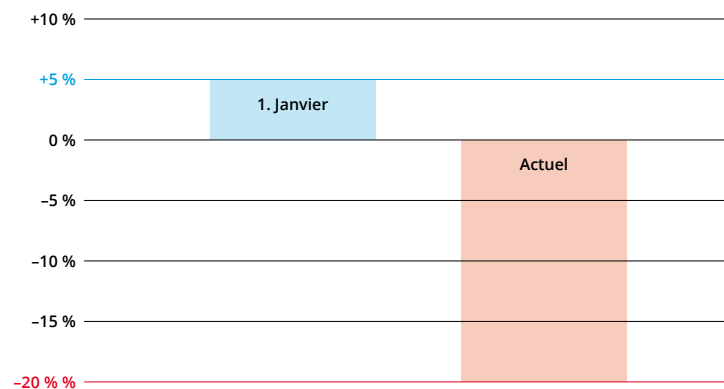 +10 %
+5 %
1. Janvier
0 %
Actuel
–5 %
–10 %
–15 %
–20 % %